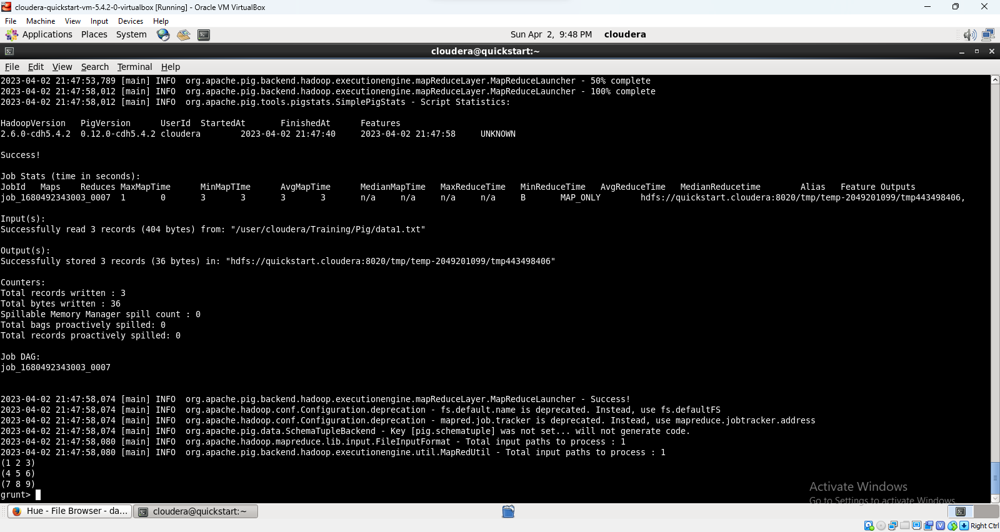 cloudera-quickstart-vm-5.4.2-0-virtualbox [Running] - Oracle VM VirtualBox
File Machine View Input Devices Help
Applications Places System Sun Apr 2, 9:48 PM cloudera
cloudera@quickstart:~
File Edit View Search Terminal Help
2023-04-02 21:47:53,789 [main] INFO  org.apache.pig.backend.hadoop.executionengine.mapReduceLayer.MapReduceLauncher - 50% complete
2023-04-02 21:47:58,012 [main] INFO  org.apache.pig.backend.hadoop.executionengine.mapReduceLayer.MapReduceLauncher - 100% complete
2023-04-02 21:47:58,012 [main] INFO  org.apache.pig.tools.pigstats.SimplePigStats - Script Statistics:
HadoopVersion PigVersion UserId StartedAt FinishedAt Features
2.6.0-cdh5.4.2 0.12.0-cdh5.4.2 cloudera 2023-04-02 21:47:40 2023-04-02 21:47:58 UNKNOWN
Success!
Job Stats (time in seconds):
JobId Maps Reduces MaxMapTime MinMapTIme AvgMapTime MedianMapTime MaxReduceTime MinReduceTime AvgReduceTime MedianReducetime Alias Feature Outputs
job_1680492343003_0007 1 0 3 3 3 3 n/a n/a n/a n/a B MAP_ONLY hdfs://quickstart.cloudera:8020/tmp/temp-2049201099/tmp443498406,
Input(s):
Successfully read 3 records (404 bytes) from: "/user/cloudera/Training/Pig/data1.txt"
Output(s):
Successfully stored 3 records (36 bytes) in: "hdfs://quickstart.cloudera:8020/tmp/temp-2049201099/tmp443498406"
Counters:
Total records written : 3
Total bytes written : 36
Spillable Memory Manager spill count : 0
Total bags proactively spilled: 0
Total records proactively spilled: 0
Job DAG:
job_1680492343003_0007
2023-04-02 21:47:58,074 [main] INFO  org.apache.pig.backend.hadoop.executionengine.mapReduceLayer.MapReduceLauncher - Success!
2023-04-02 21:47:58,074 [main] INFO  org.apache.hadoop.conf.Configuration.deprecation - fs.default.name is deprecated. Instead, use fs.defaultFS
2023-04-02 21:47:58,074 [main] INFO  org.apache.hadoop.conf.Configuration.deprecation - mapred.job.tracker is deprecated. Instead, use mapreduce.jobtracker.address
2023-04-02 21:47:58,074 [main] INFO  org.apache.pig.data.SchemaTupleBackend - Key [pig.schematuple] was not set... will not generate code.
2023-04-02 21:47:58,080 [main] INFO  org.apache.hadoop.mapreduce.lib.input.FileInputFormat - Total input paths to process : 1
2023-04-02 21:47:58,080 [main] INFO  org.apache.pig.backend.hadoop.executionengine.util.MapRedUtil - Total input paths to process : 1
(1 2 3)
(4 5 6)
(7 8 9)
grunt>
Activate Windows
Go to Settings to activate Windows.
Hue - File Browser - da... cloudera@quickstart:~
Right Ctrl